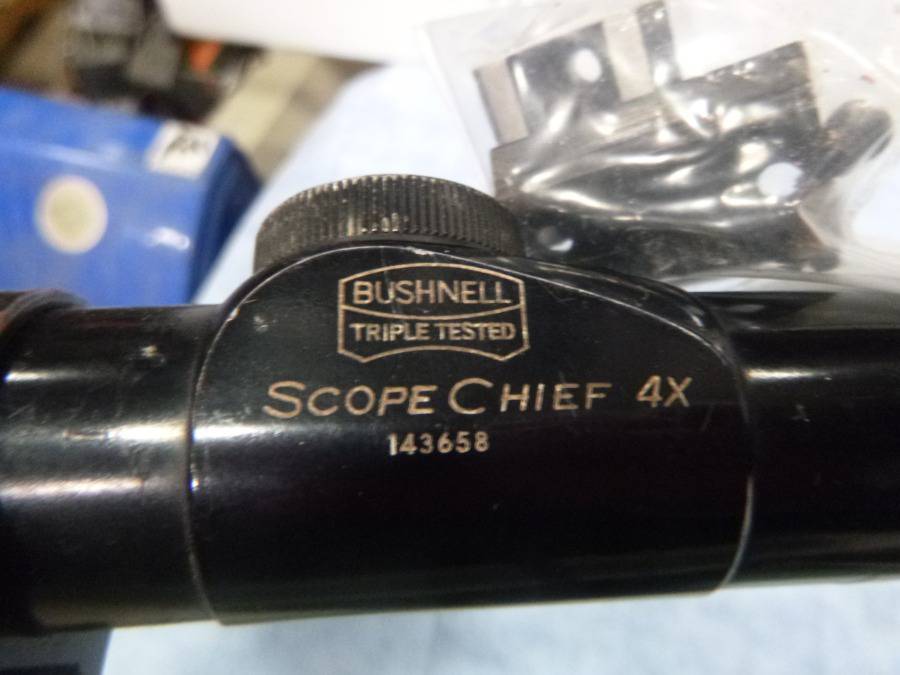 BUSHNELL
TRIPLE TESTED
SCOPE CHIEF 4X
143658